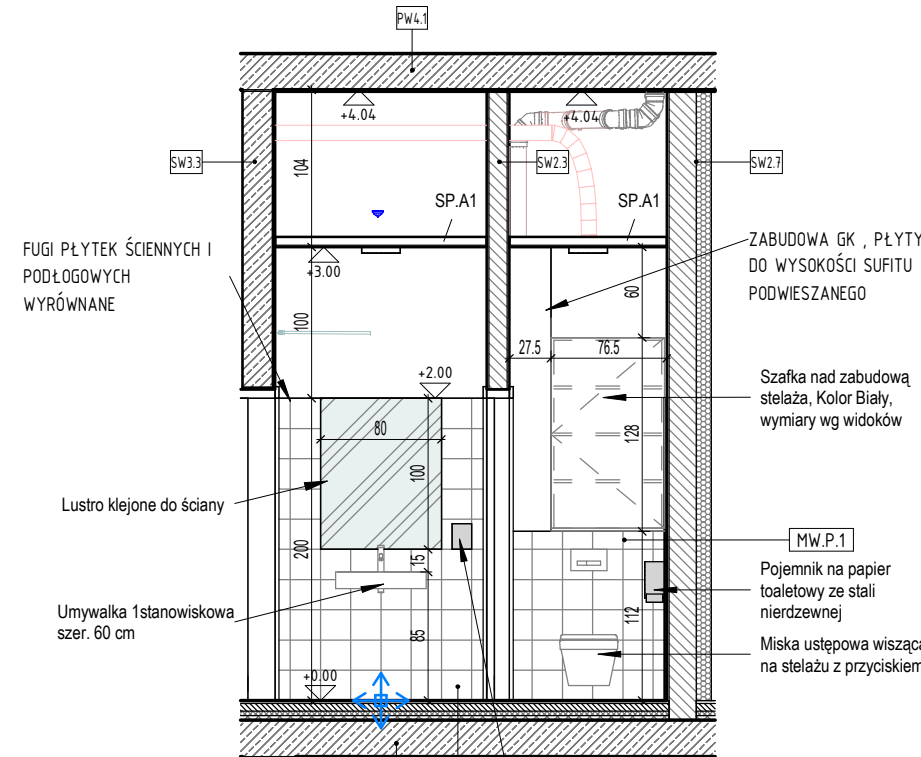 PW4.1
+4.04
+4.04
SW3.3
SW2.3
SW2.7
104
SP.A1
SP.A1
FUGI PŁYTEK ŚCIENNYCH I
PODŁOGOWYCH
WYRÓWNANE
ZABUDOWA GK , PŁYTY
DO WYSOKOŚCI SUFITU
PODWIESZANEGO
+3.00
60
100
27.5
76.5
+2.00
Szafka nad zabudową
stelaża, Kolor Biały,
wymiary wg widoków
80
128
100
Lustro klejone do ściany
200
15
MW.P.1
Pojemnik na papier
toaletowy ze stali
nierdzewnej
Umywalka 1stanowiskowa
szer. 60 cm
85
112
Miska ustępowa wisząca
na stelażu z przyciskiem
+0.00